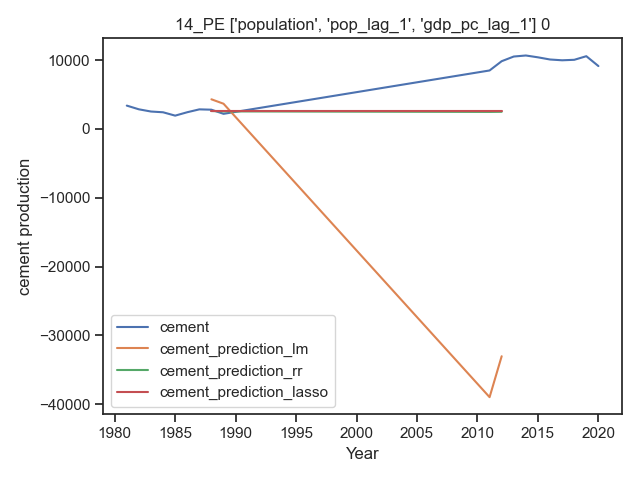 14_PE ['population', 'pop_lag_1', 'gdp_pc_lag_1'] 0
10000
0
−10000
−20000
−30000
−40000
cement production
cement
cement_prediction_lm
cement_prediction_rr
cement_prediction_lasso
1980 1985 1990 1995 2000 2005 2010 2015 2020
Year